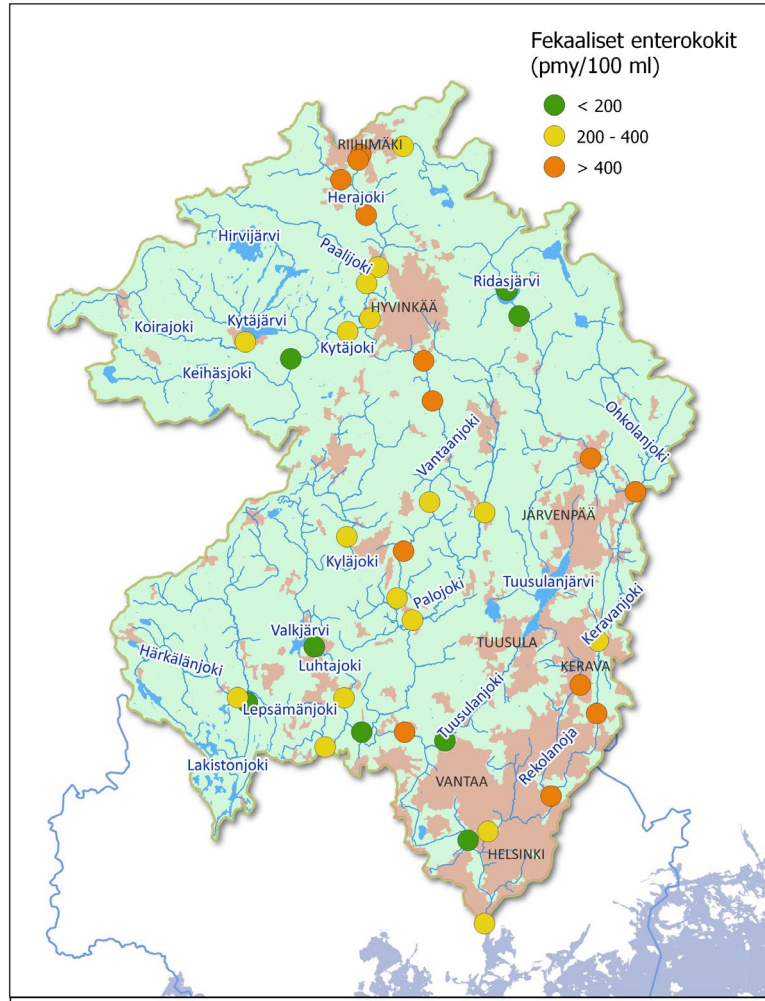 Fekaaliset enterokokit
(pmy/100 ml)
< 200
200 - 400
> 400
RIIHIMÄKI
Herajoki
Hirvijärvi
Paalijoki
Ridasjärvi
HYVINKÄÄ
Koirajoki
Kytäjärvi
Kytäjoki
Keihäsjoki
Ohkolanjoki
Vantaanjoki
JÄRVENPÄÄ
Kyläjoki
Tuusulanjärvi
Palojoki
Keravanjoki
Valkjärvi
TUUSULA
Härkälänjoki
Luhtajoki
KERAVA
Lepsämänjoki
Tuusulanjoki
Rekolanoja
Lakistonjoki
VANTAA
HELSINKI